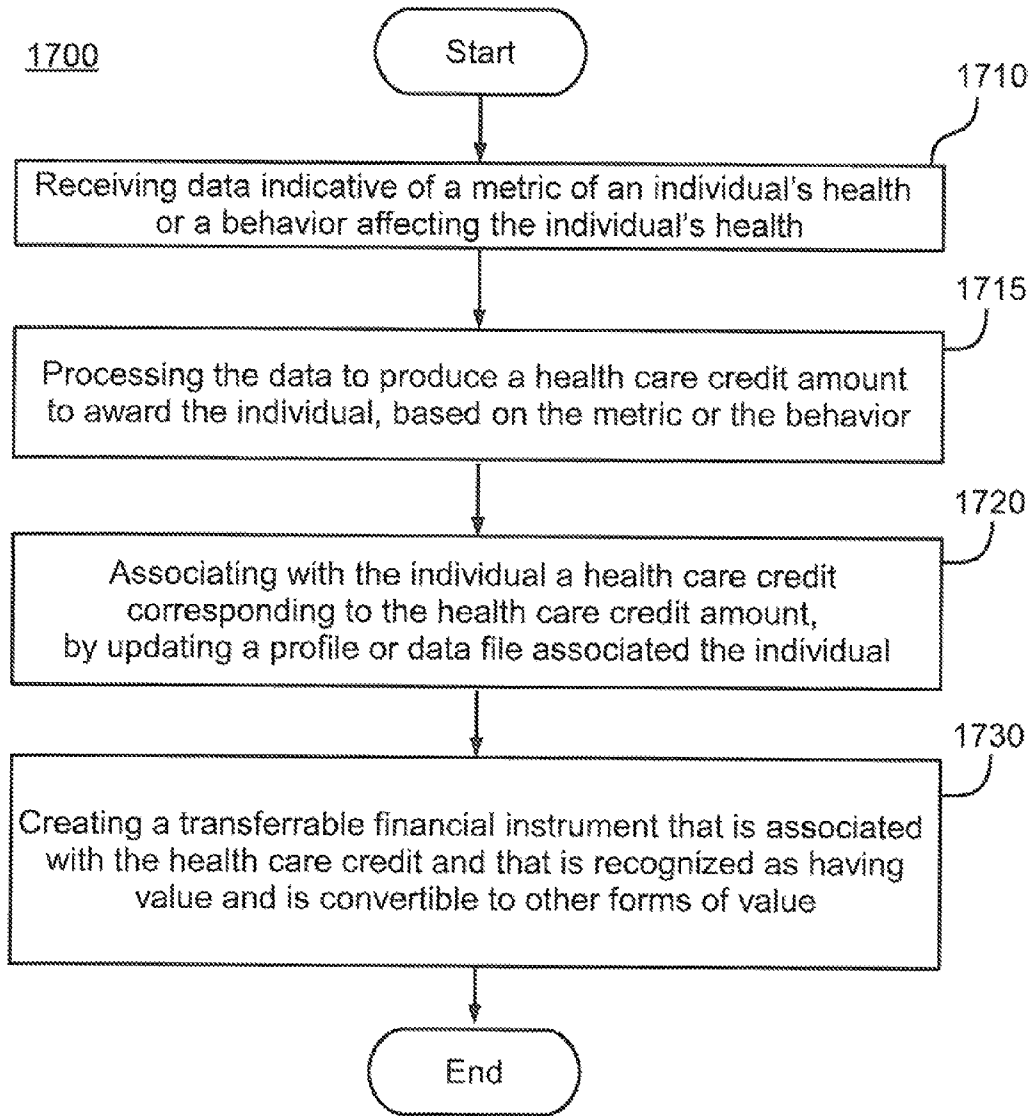 1700
Start
1710
Receiving data indicative of a metric of an individual's health
or a behavior affecting the individual's health
1715
Processing the data to produce a health care credit amount
to award the individual, based on the metric or the behavior
1720
Associating with the individual a health care credit
corresponding to the health care credit amount,
by updating a profile or data file associated the individual
1730
Creating a transferrable financial instrument that is associated
with the health care credit and that is recognized as having
value and is convertible to other forms of value
End